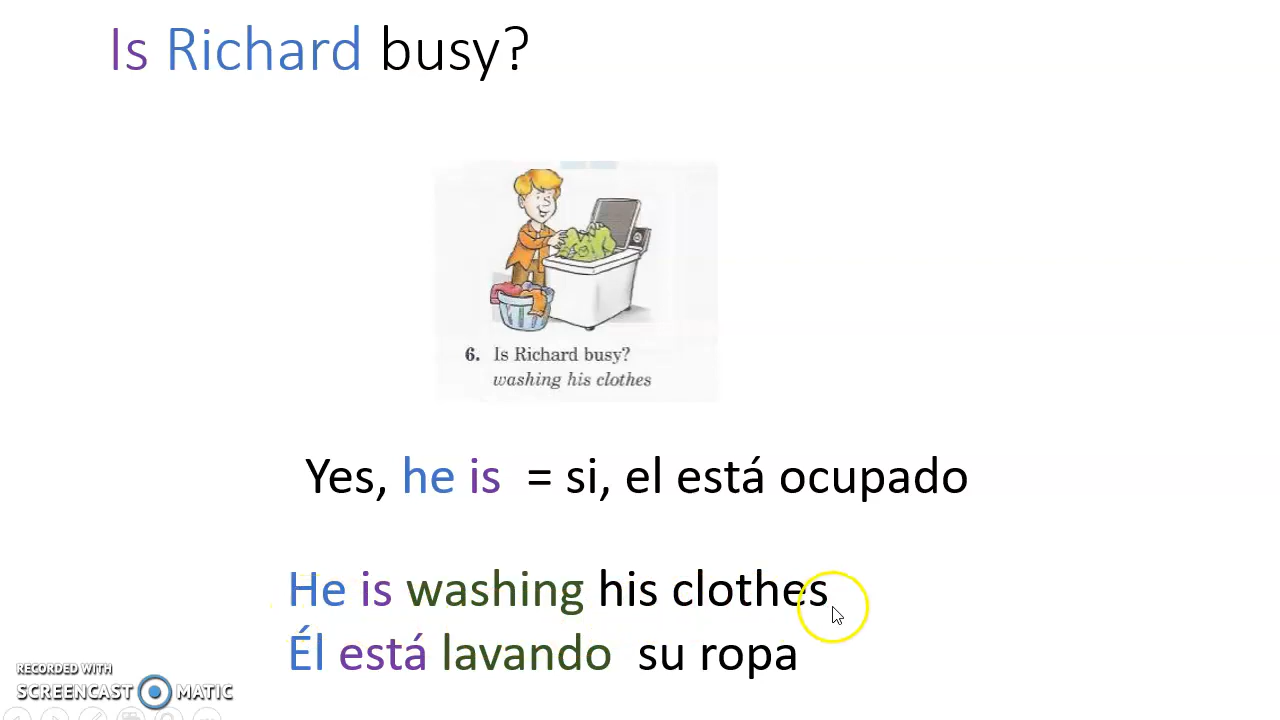 Is Richard busy?
6. Is Richard busy?
washing his clothes
Yes, he is = si, el está ocupado
He is washing his clothes
Él está lavando su ropa
RECORDED WITH
SCREENCAST MATIC